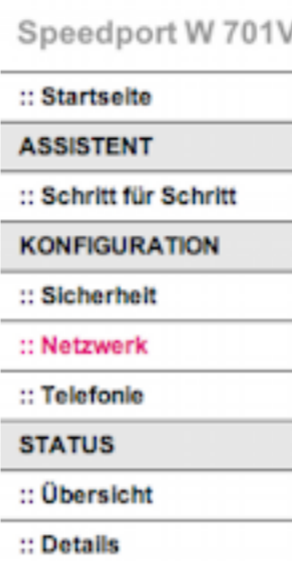 Speedport W 701V
:: Startseite
ASSISTENT
:: Schritt für Schritt
KONFIGURATION
:: Sicherheit
:: Netzwerk
:: Telefonie
STATUS
:: Übersicht
:: Details